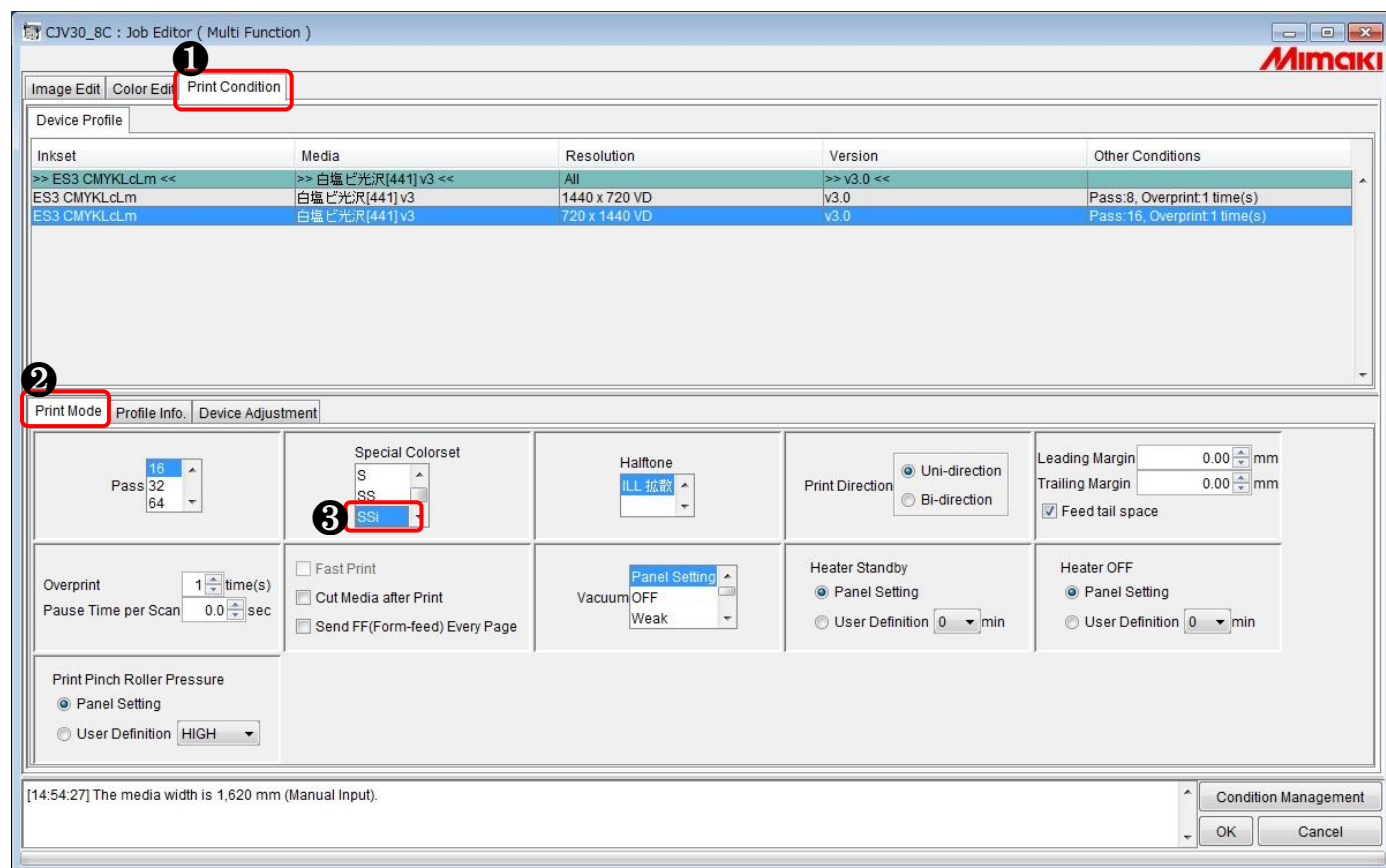 CJV30_8C : Job Editor ( Multi Function )
Mimaki
❶
Image Edit Color Edit Print Condition
Device Profile
Inkset Media Resolution Version Other Conditions
>> ES3 CMYKLcLm << >> 白塩ビ光沢[441] v3 << All >> v3.0 <<
ES3 CMYKLcLm 白塩ビ光沢[441] v3 1440 x 720 VD v3.0 Pass:8, Overprint:1 time(s)
ES3 CMYKLcLm 白塩ビ光沢[441] v3 720 x 1440 VD v3.0 Pass:16, Overprint:1 time(s)
❷
Print Mode Profile Info. Device Adjustment
Pass
16
32
64
Special Colorset
S
SS
❸ SSi
Halftone
ILL 拡散
Print Direction
Uni-direction
Bi-direction
Leading Margin 0.00 mm
Trailing Margin 0.00 mm
Feed tail space
Overprint 1 time(s)
Pause Time per Scan 0.0 sec
Fast Print
Cut Media after Print
Send FF(Form-feed) Every Page
Vacuum
Panel Setting
OFF
Weak
Heater Standby
Panel Setting
User Definition 0 min
Heater OFF
Panel Setting
User Definition 0 min
Print Pinch Roller Pressure
Panel Setting
User Definition HIGH
[14:54:27] The media width is 1,620 mm (Manual Input).
Condition Management
OK Cancel